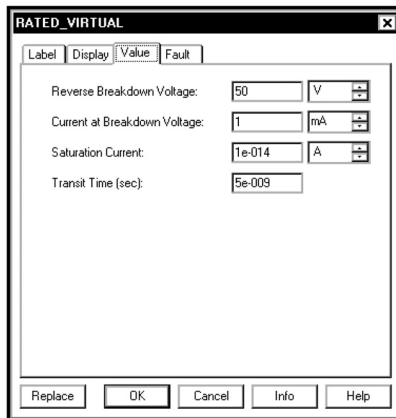 RATED_VIRTUAL
Label Display Value Fault
Reverse Breakdown Voltage: 50 V
Current at Breakdown Voltage: 1 mA
Saturation Current: 1e-014 A
Transit Time (sec): 5e-009
Replace OK Cancel Info Help